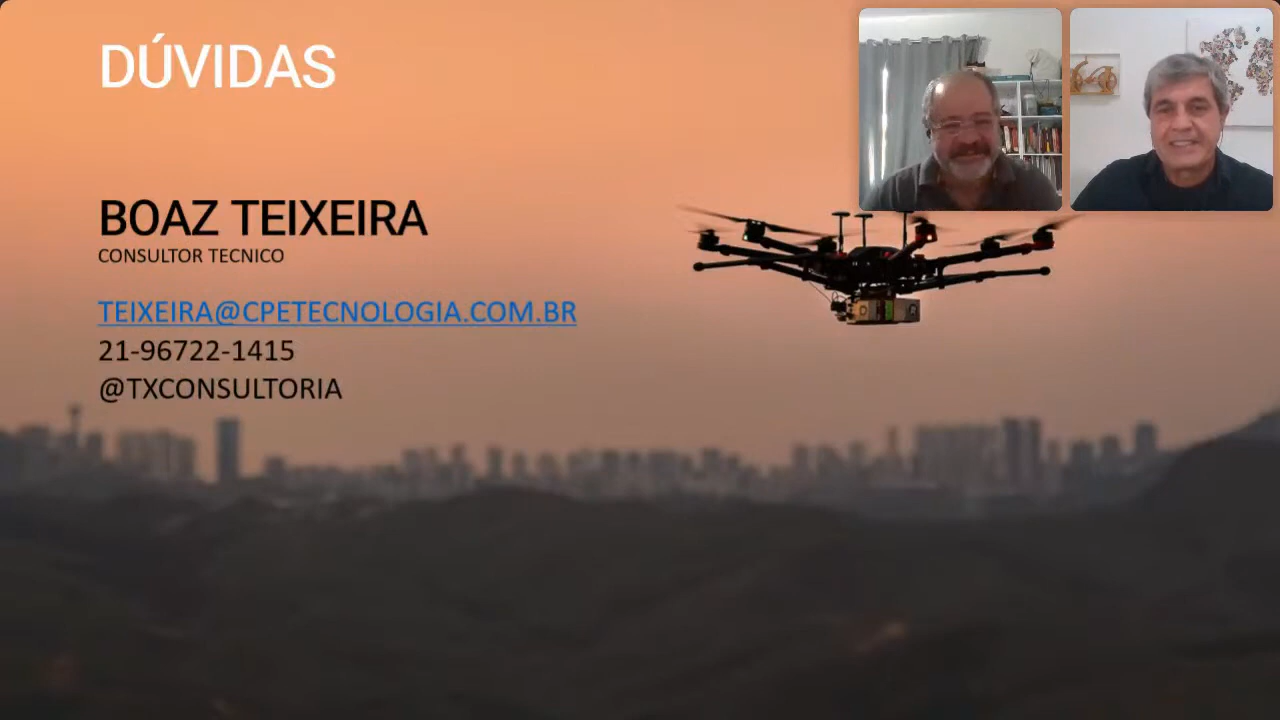 DÚVIDAS
BOAZ TEIXEIRA
CONSULTOR TECNICO
TEIXEIRA@CPETECNOLOGIA.COM.BR
21-96722-1415
@TXCONSULTORIA